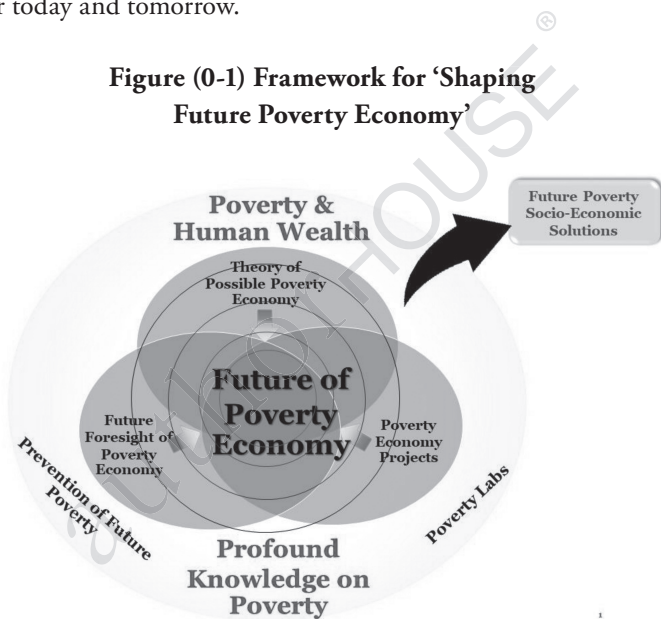 r today and tomorrow.
Figure (0-1) Framework for ‘Shaping
Future Poverty Economy’
Future Poverty
Socio-Economic
Solutions
Poverty &
Human Wealth
Theory of
Possible Poverty
Economy
Future of
Poverty
Economy
Future
Foresight of
Poverty
Economy
Poverty
Economy
Projects
Prevention of Future
Poverty
Poverty Labs
Profound
Knowledge on
Poverty
1
authorHOUSE®